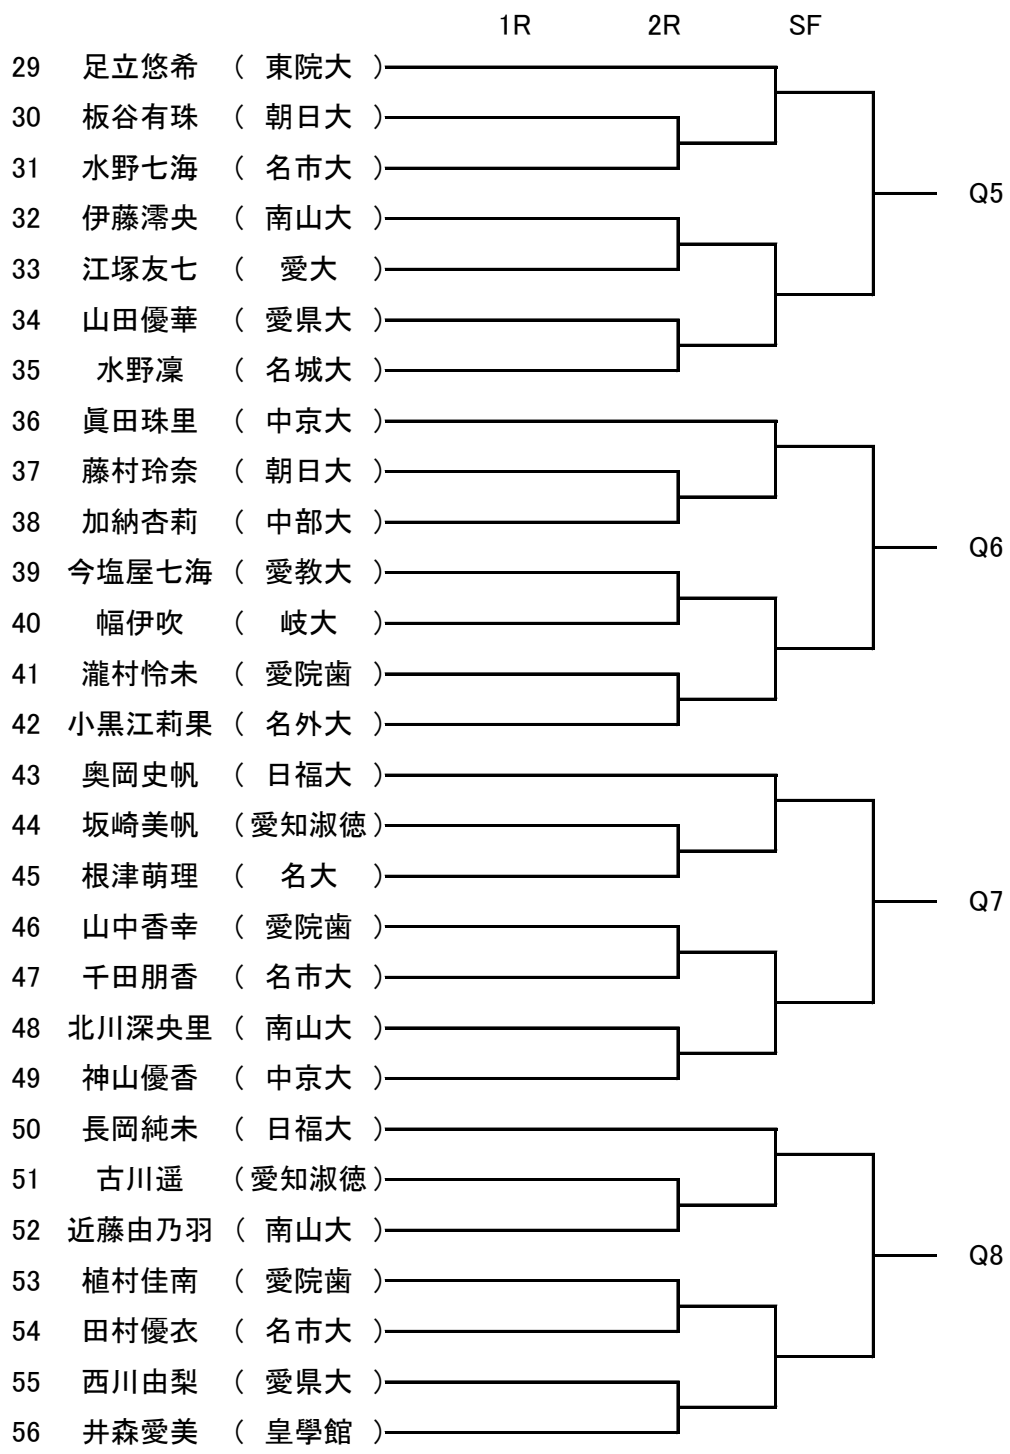 1R 2R SF
29 足立悠希 ( 東院大 )
30 板谷有珠 ( 朝日大 )
31 水野七海 ( 名市大 )
Q5
32 伊藤澪央 ( 南山大 )
33 江塚友七 ( 愛大 )
34 山田優華 ( 愛県大 )
35 水野凜 ( 名城大 )
36 眞田珠里 ( 中京大 )
37 藤村玲奈 ( 朝日大 )
38 加納杏莉 ( 中部大 )
Q6
39 今塩屋七海 ( 愛教大 )
40 幅伊吹 ( 岐大 )
41 瀧村怜未 ( 愛院歯 )
42 小黒江莉果 ( 名外大 )
43 奥岡史帆 ( 日福大 )
44 坂崎美帆 ( 愛知淑徳 )
45 根津萌理 ( 名大 )
Q7
46 山中香幸 ( 愛院歯 )
47 千田朋香 ( 名市大 )
48 北川深央里 ( 南山大 )
49 神山優香 ( 中京大 )
50 長岡純未 ( 日福大 )
51 古川遥 ( 愛知淑徳 )
52 近藤由乃羽 ( 南山大 )
Q8
53 植村佳南 ( 愛院歯 )
54 田村優衣 ( 名市大 )
55 西川由梨 ( 愛県大 )
56 井森愛美 ( 皇學館 )